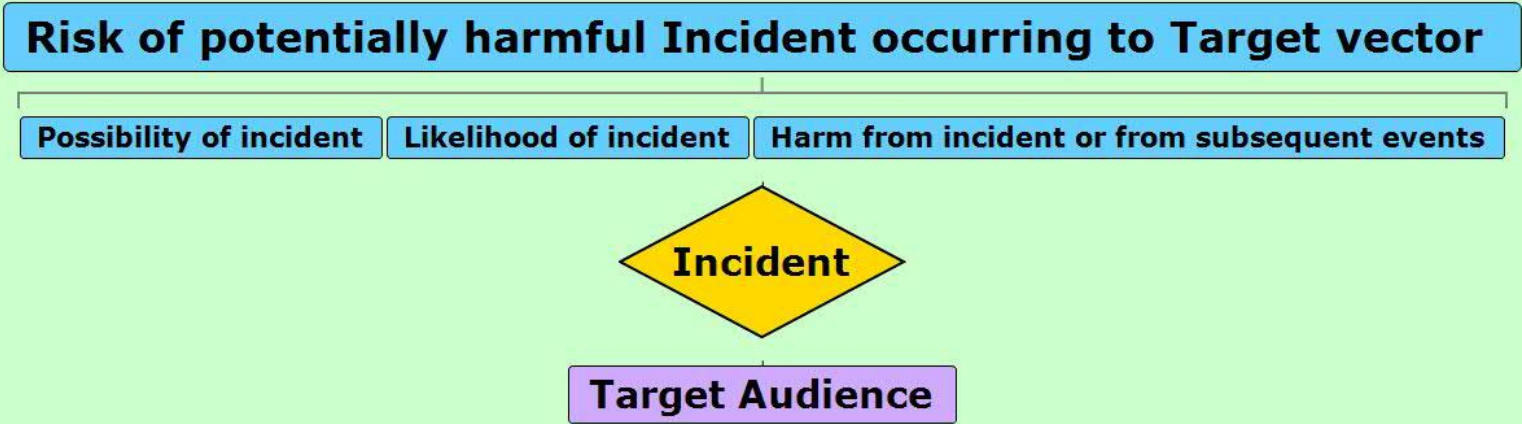 Risk of potentially harmful Incident occurring to Target vector
Possibility of incident
Likelihood of incident
Harm from incident or from subsequent events
Incident
Target Audience